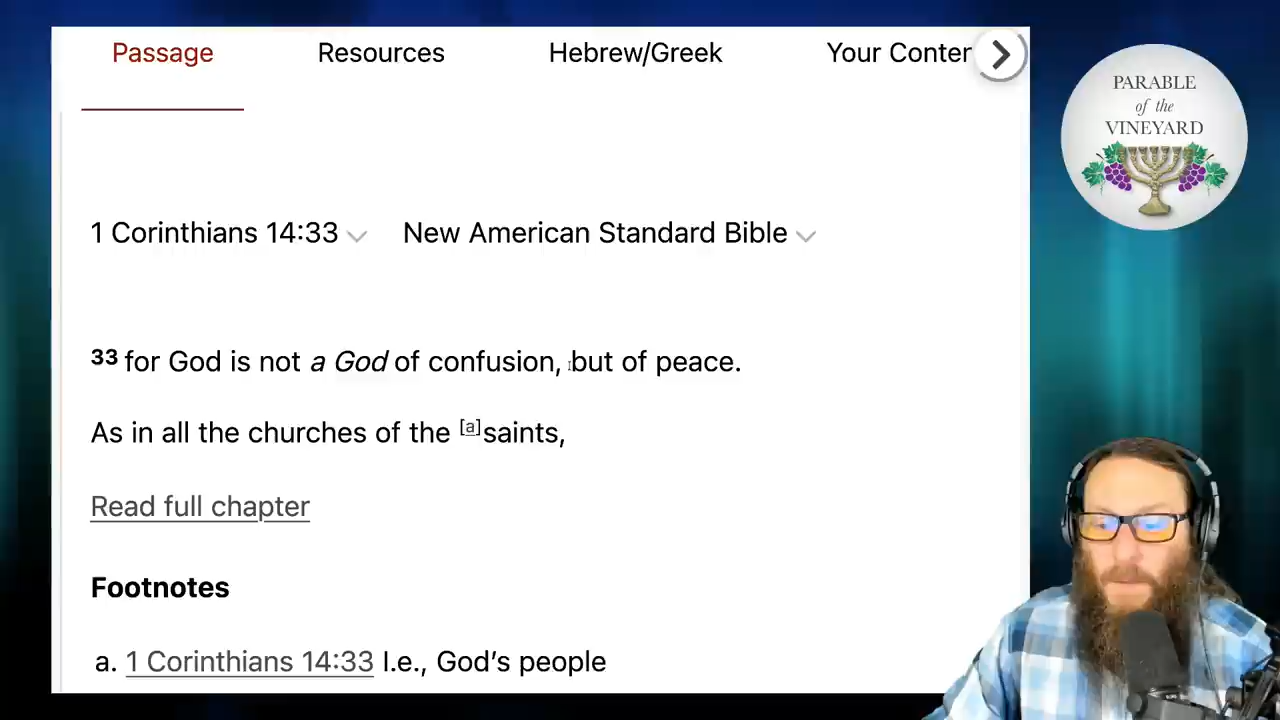 Passage Resources Hebrew/Greek Your Conten
1 Corinthians 14:33 New American Standard Bible
33 for God is not a God of confusion, but of peace.
As in all the churches of the [a]saints,
Read full chapter
Footnotes
a. 1 Corinthians 14:33 I.e., God’s people
PARABLE
of the
VINEYARD